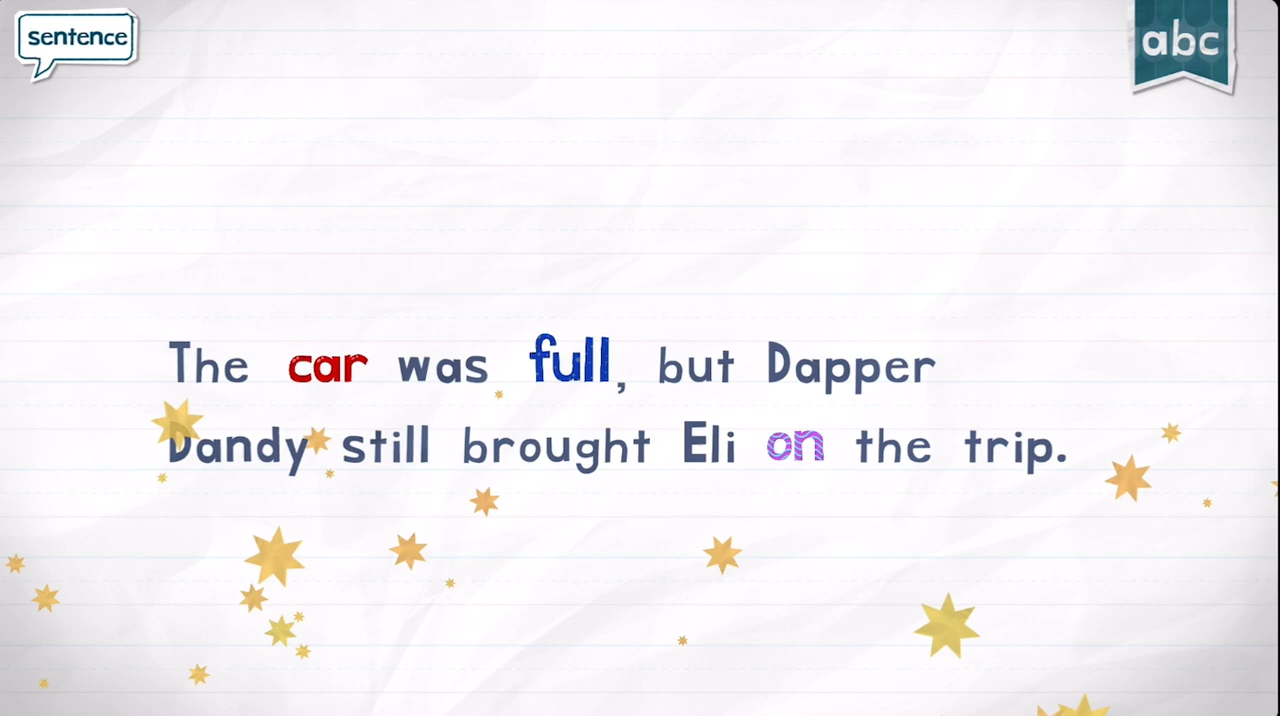 sentence
abc
The car was full, but Dapper
Dandy still brought Eli on the trip.